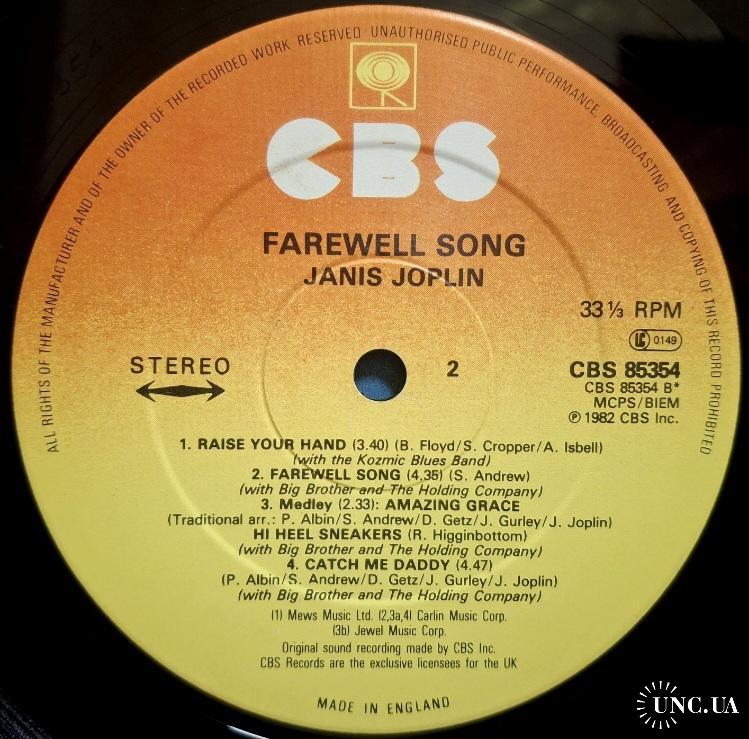 ALL RIGHTS OF THE MANUFACTURER AND OF THE OWNER OF THE RECORDED WORK RESERVED UNAUTHORISED PUBLIC PERFORMANCE, BROADCASTING AND COPYING OF THIS RECORD PROHIBITED
CBS
FAREWELL SONG
JANIS JOPLIN
33⅓ RPM
LC 0149
STEREO
2
CBS 85354
CBS 85354 B*
MCPS/BIEM
℗ 1982 CBS Inc.
1. RAISE YOUR HAND (3.40) (B. Floyd/S. Cropper/A. Isbell)
(with the Kozmic Blues Band)
2. FAREWELL SONG (4.35) (S. Andrew)
(with Big Brother and The Holding Company)
3. Medley (2.33): AMAZING GRACE
(Traditional arr.: P. Albin/S. Andrew/D. Getz/J. Gurley/J. Joplin)
HI HEEL SNEAKERS (R. Higginbottom)
(with Big Brother and The Holding Company)
4. CATCH ME DADDY (4.47)
(P. Albin/S. Andrew/D. Getz/J. Gurley/J. Joplin)
(with Big Brother and The Holding Company)
(1) Mews Music Ltd. (2,3a,4) Carlin Music Corp.
(3b) Jewel Music Corp.
Original sound recording made by CBS Inc.
CBS Records are the exclusive licensees for the UK
MADE IN ENGLAND
UNC.UA